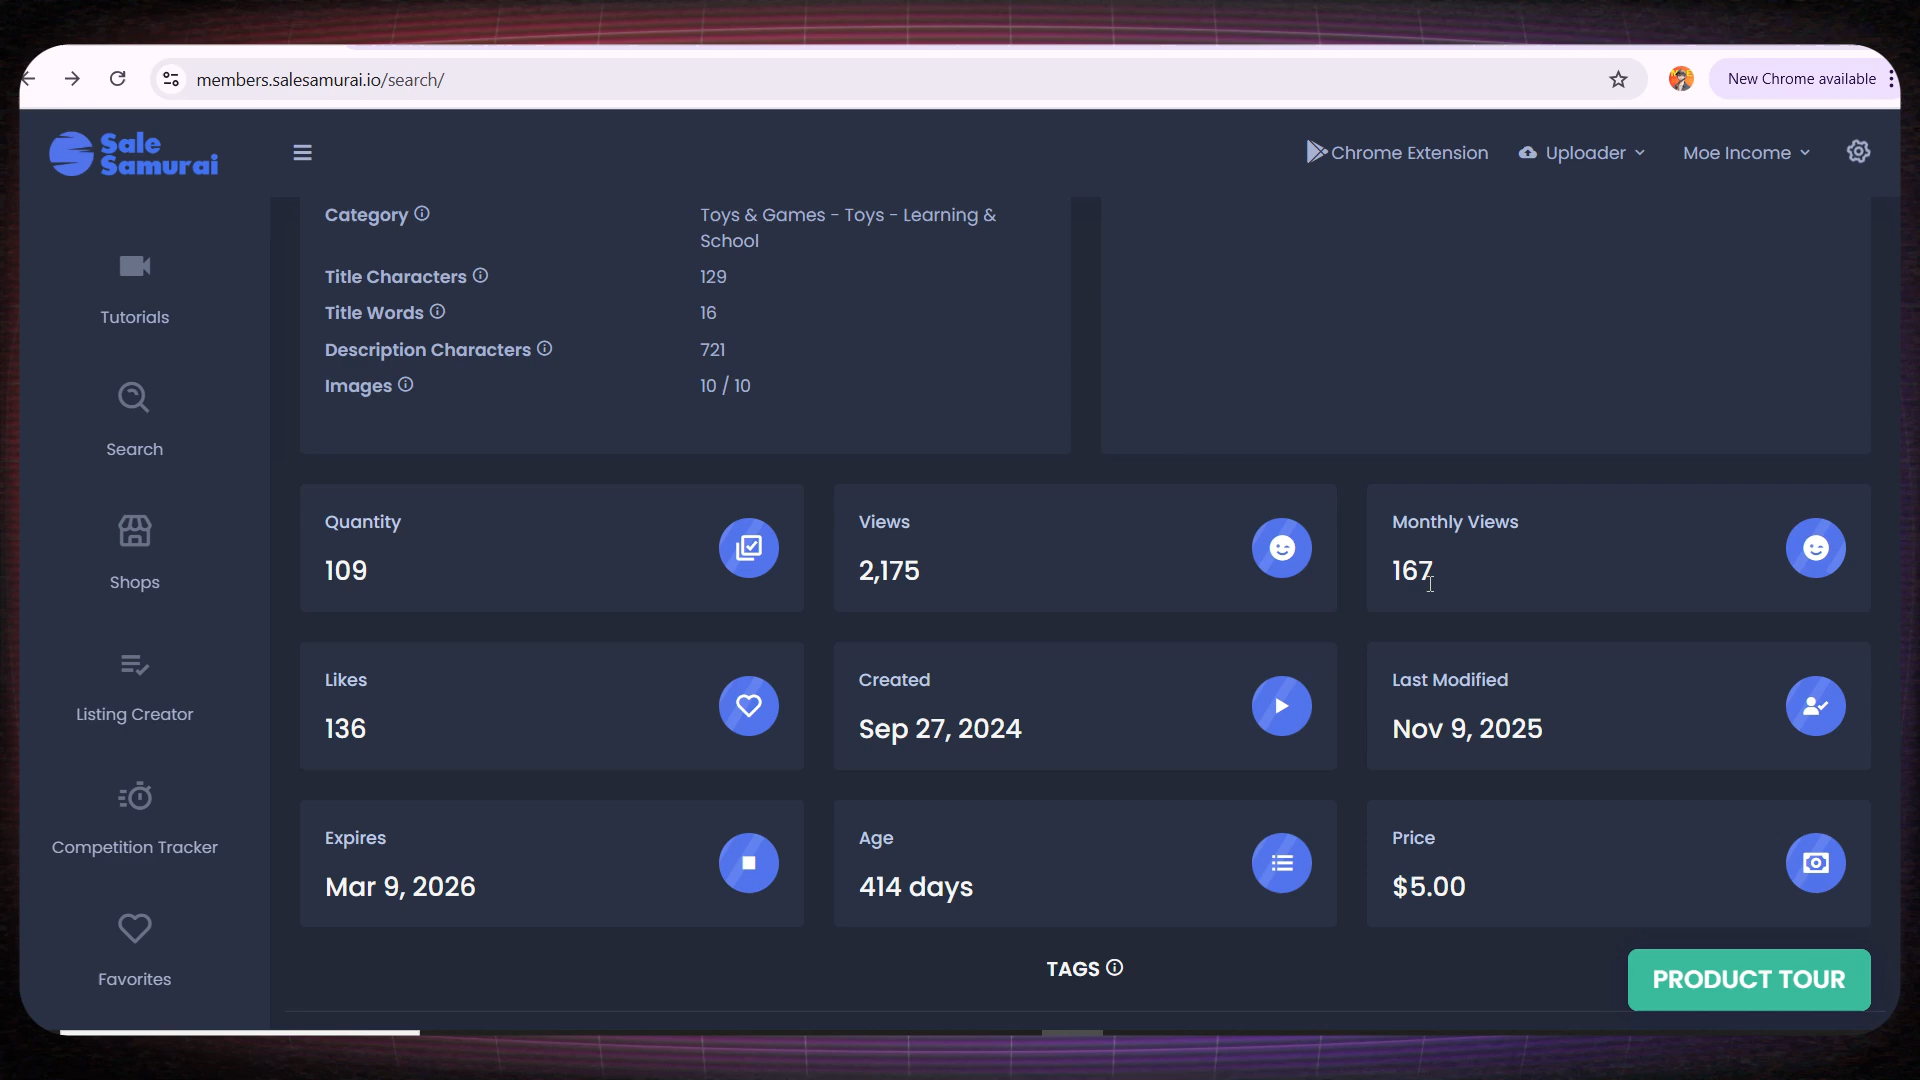 members.salesamurai.io/search/
New Chrome available
Sale
Samurai
Chrome Extension
Uploader
Moe Income
Category
Toys & Games - Toys - Learning &
School
Title Characters
129
Title Words
16
Description Characters
721
Images
10 / 10
Tutorials
Search
Shops
Listing Creator
Competition Tracker
Favorites
Quantity
109
Views
2,175
Monthly Views
167
Likes
136
Created
Sep 27, 2024
Last Modified
Nov 9, 2025
Expires
Mar 9, 2026
Age
414 days
Price
$5.00
TAGS
PRODUCT TOUR